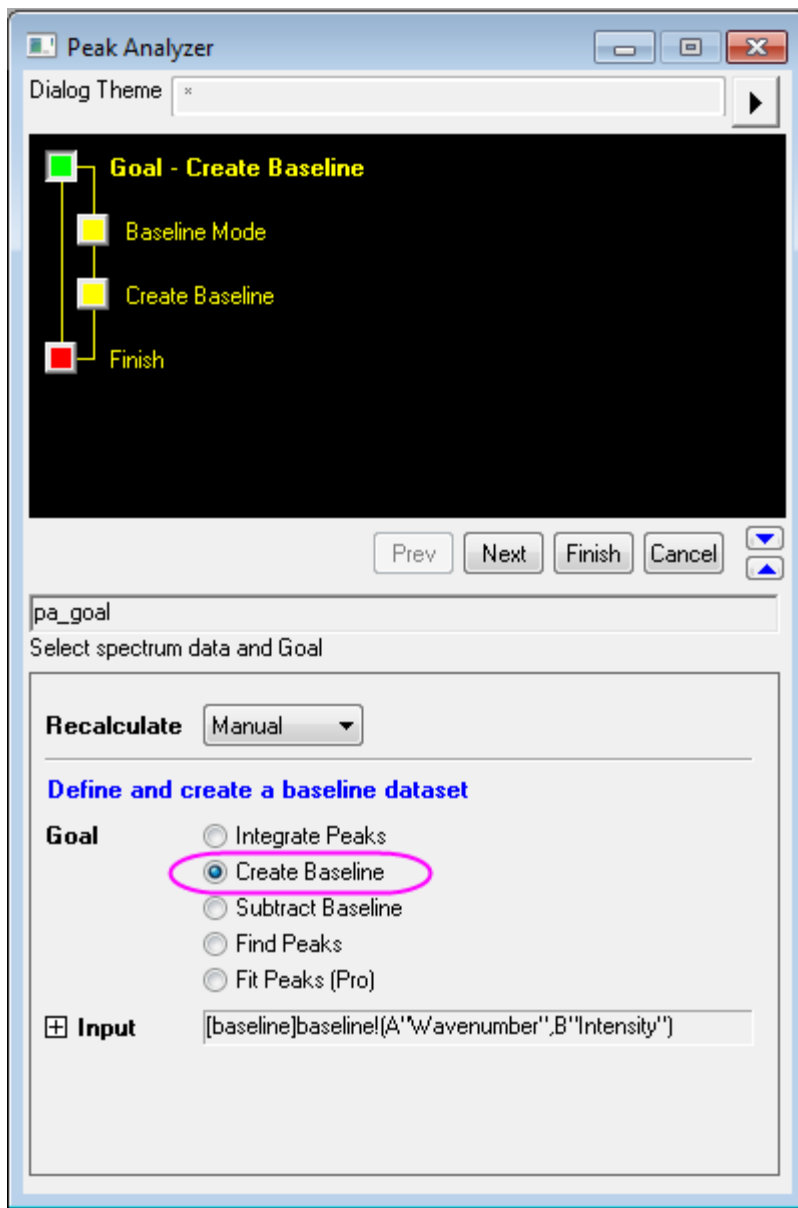 Peak Analyzer
Dialog Theme *
Goal - Create Baseline
Baseline Mode
Create Baseline
Finish
Prev Next Finish Cancel
pa_goal
Select spectrum data and Goal
Recalculate Manual
Define and create a baseline dataset
Goal Integrate Peaks
Create Baseline
Subtract Baseline
Find Peaks
Fit Peaks (Pro)
Input [baseline]baseline!(A"Wavenumber",B"Intensity")